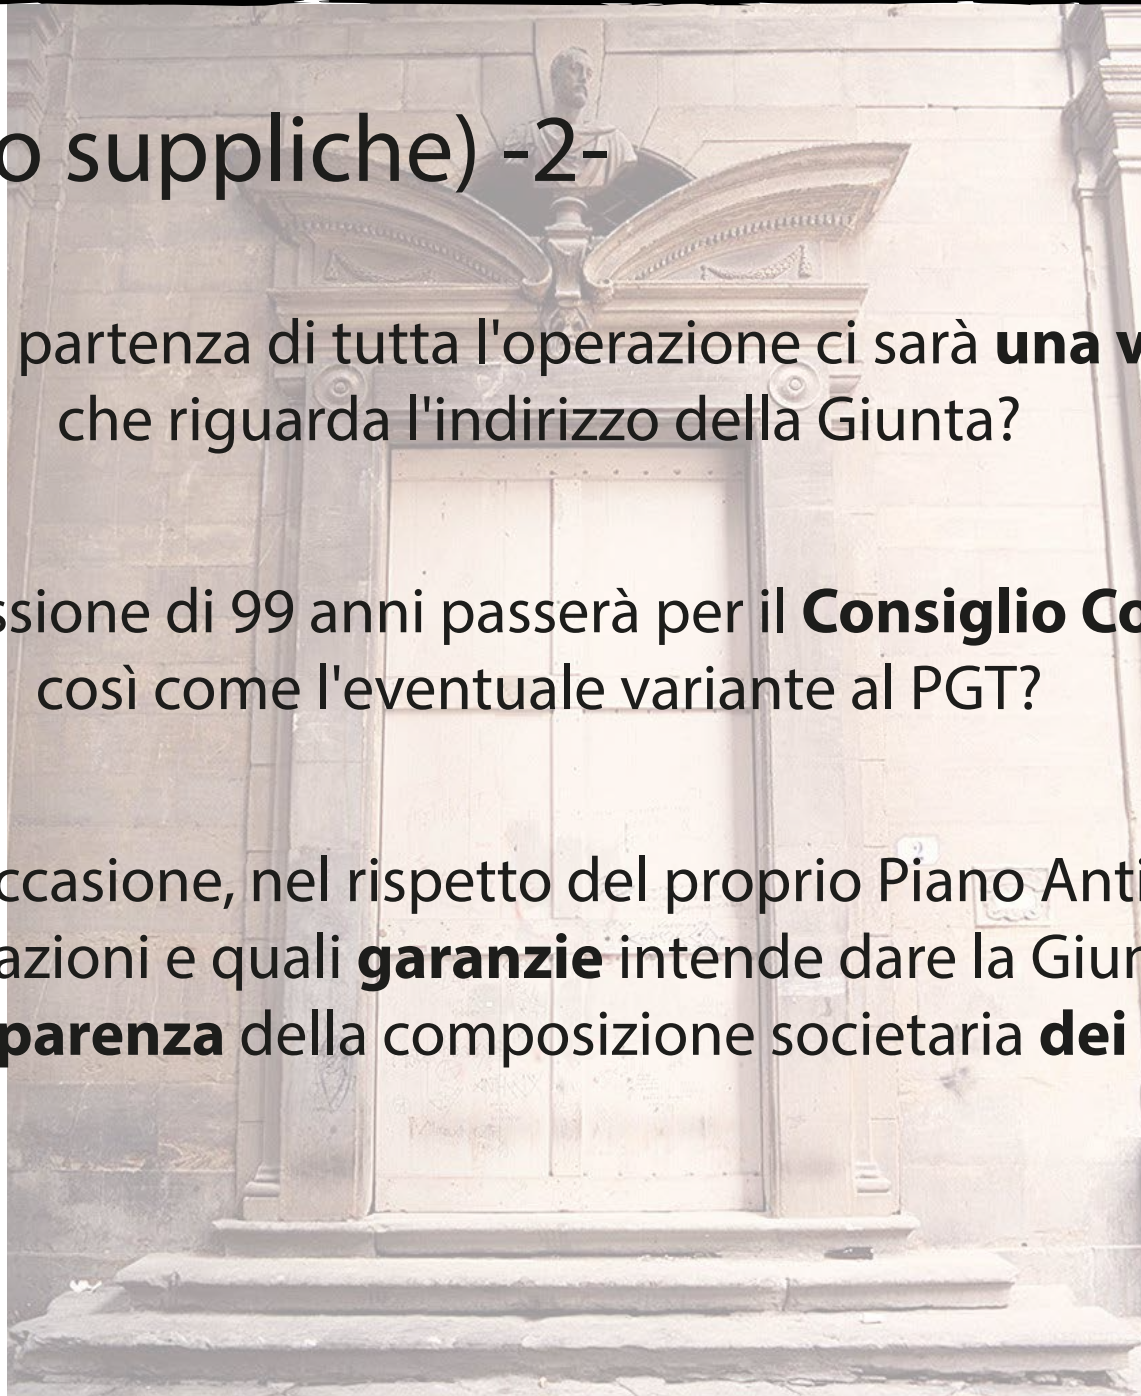 o suppliche) -2-
partenza di tutta l'operazione ci sarà una v
che riguarda l'indirizzo della Giunta?
ssione di 99 anni passerà per il Consiglio Co
così come l'eventuale variante al PGT?
ccasione, nel rispetto del proprio Piano Anti
azioni e quali garanzie intende dare la Giun
parenza della composizione societaria dei